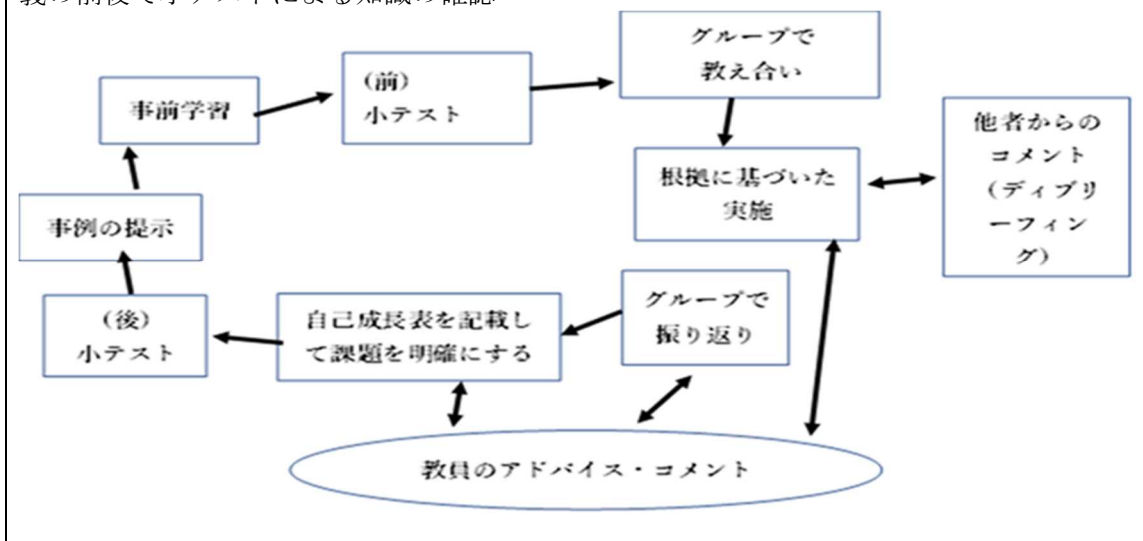 グループで
教え合い
(前)
小テスト
事前学習
他者からの
コメント
(ディブリ
ーフィン
グ)
根拠に基づいた
実施
事例の提示
グループで
振り返り
(後)
小テスト
自己成長表を記載し
て課題を明確にする
教員のアドバイス・コメント